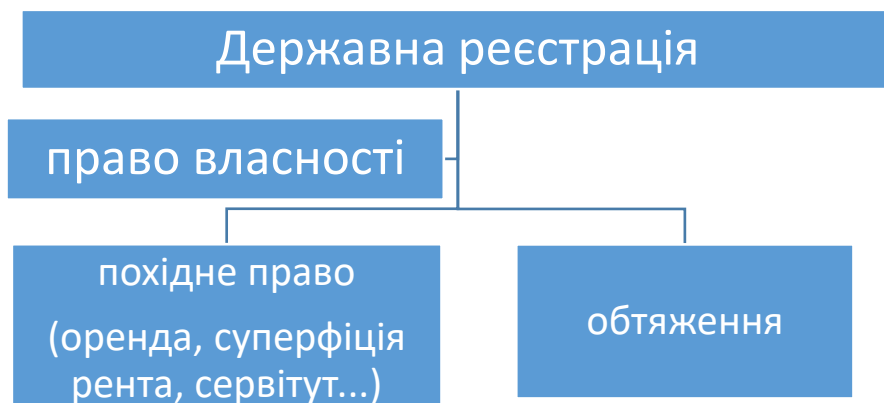 Державна реєстрація
право власності
похідне право
(оренда, суперфіція
рента, сервітут...)
обтяження